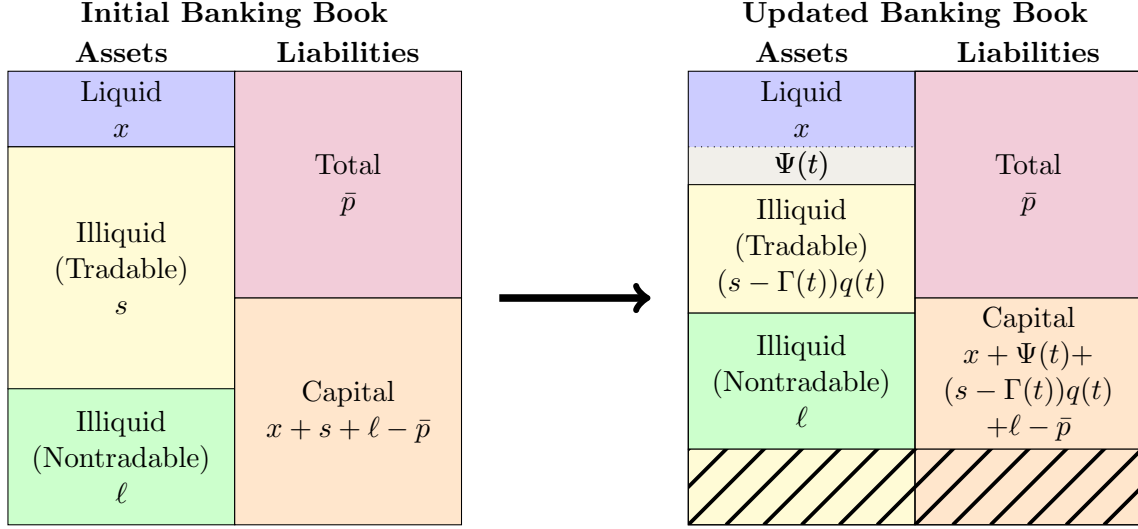 Initial Banking Book
Assets
Liabilities
Liquid
x
Illiquid
(Tradable)
s
Illiquid
(Nontradable)
ℓ
Total
p̄
Capital
x + s + ℓ − p̄
Updated Banking Book
Assets
Liabilities
Liquid
x
Ψ(t)
Illiquid
(Tradable)
(s − Γ(t))q(t)
Illiquid
(Nontradable)
ℓ
Total
p̄
Capital
x + Ψ(t)+
(s − Γ(t))q(t)
+ℓ − p̄